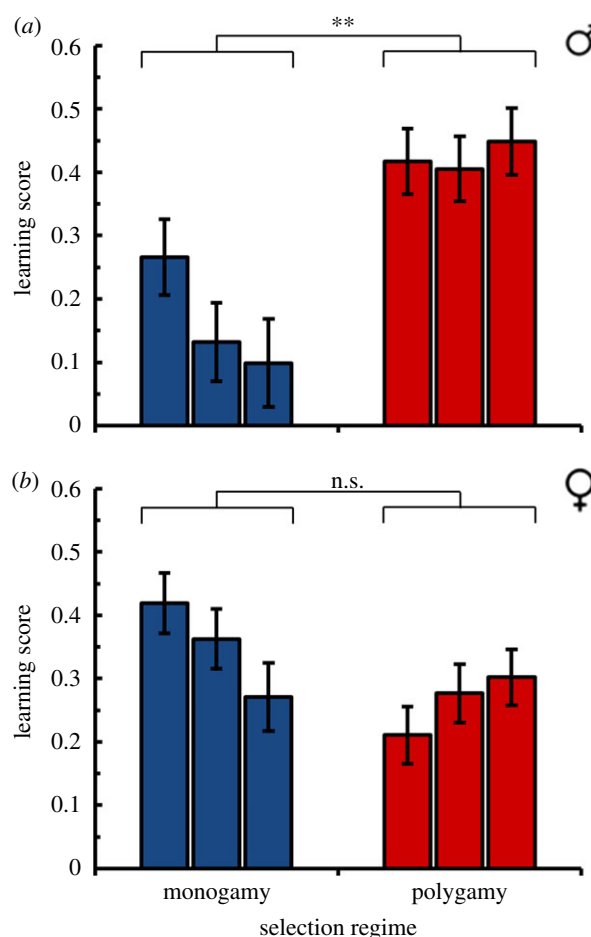 (a)
0.6
**
♂
0.5
0.4
0.3
0.2
0.1
0
learning score
(b)
0.6
n.s.
♀
0.5
0.4
0.3
0.2
0.1
0
learning score
monogamy polygamy
selection regime